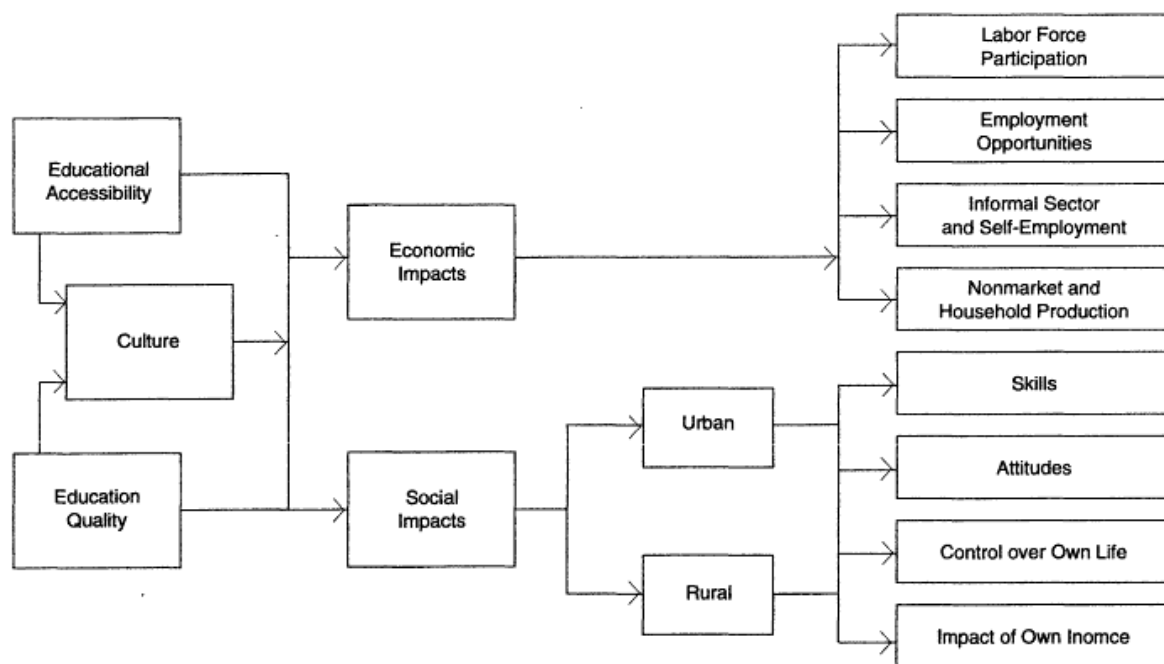 Labor Force
Participation
Employment
Opportunities
Educational
Accessibility
Informal Sector
and Self-Employment
Economic
Impacts
Nonmarket and
Household Production
Culture
Skills
Urban
Attitudes
Education
Quality
Social
Impacts
Control over Own Life
Rural
Impact of Own Inomce